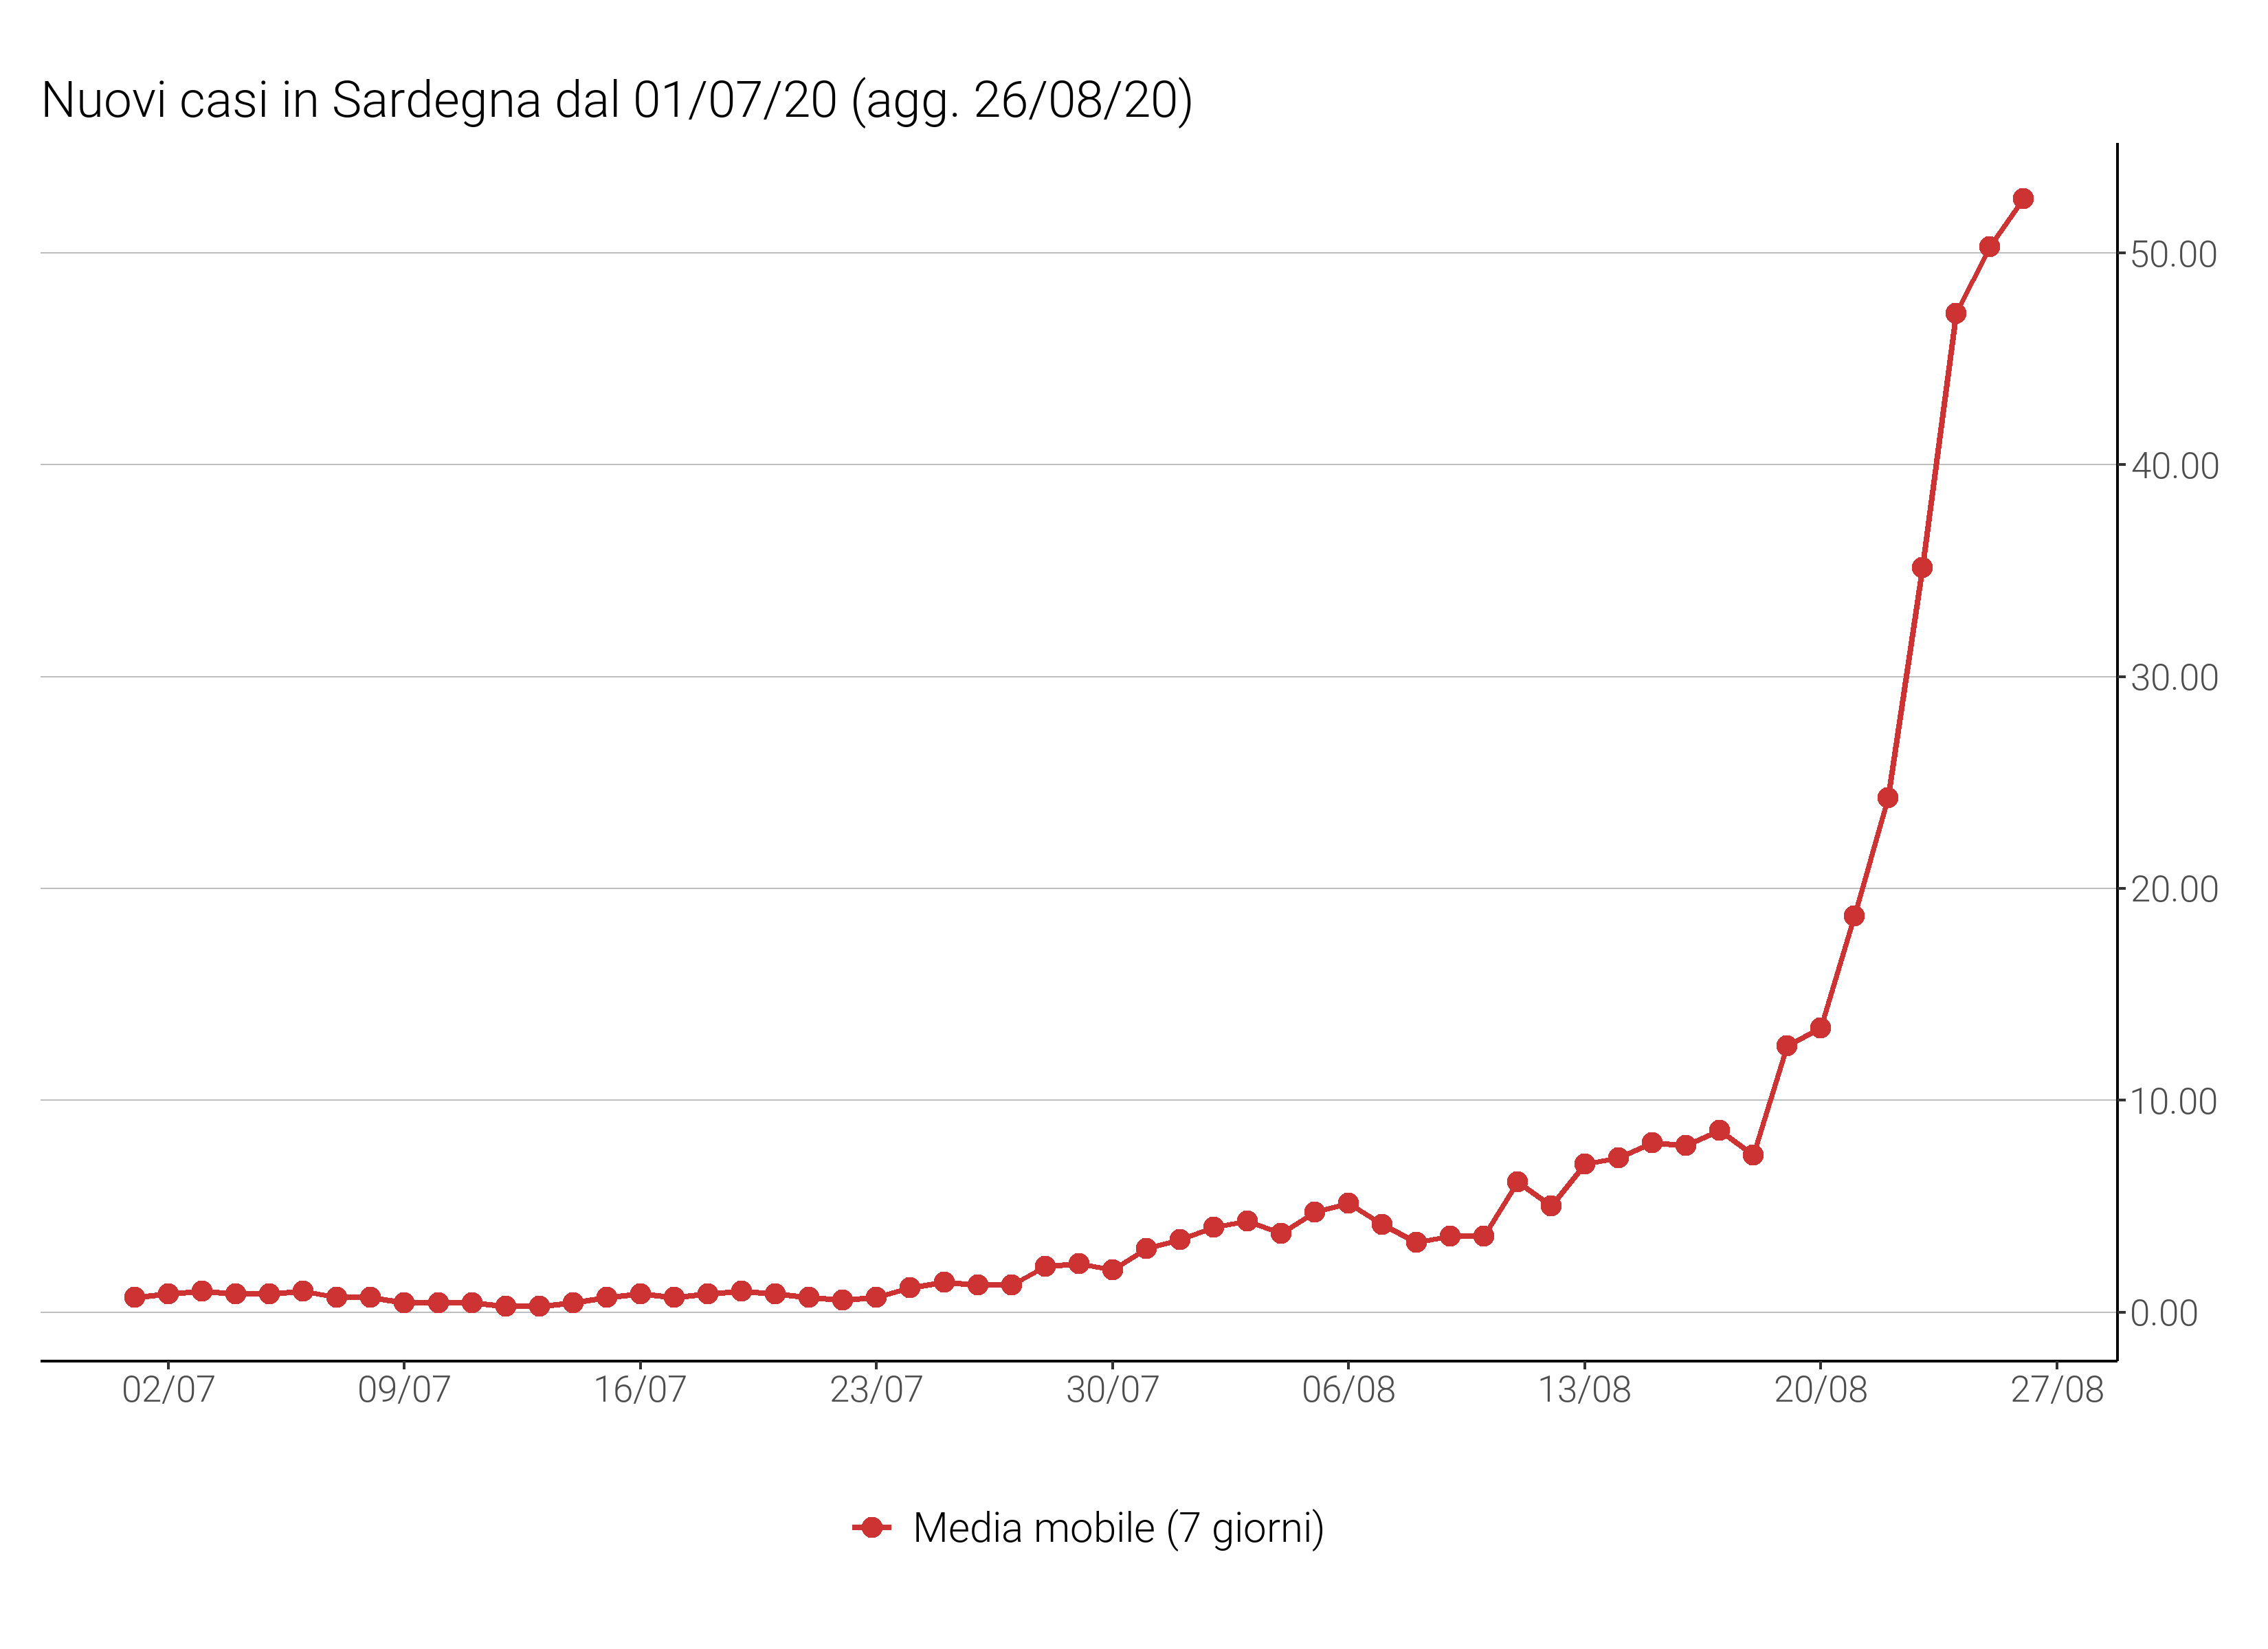 Nuovi casi in Sardegna dal 01/07/20 (agg. 26/08/20)
50.00
40.00
30.00
20.00
10.00
0.00
02/07 09/07 16/07 23/07 30/07 06/08 13/08 20/08 27/08
Media mobile (7 giorni)